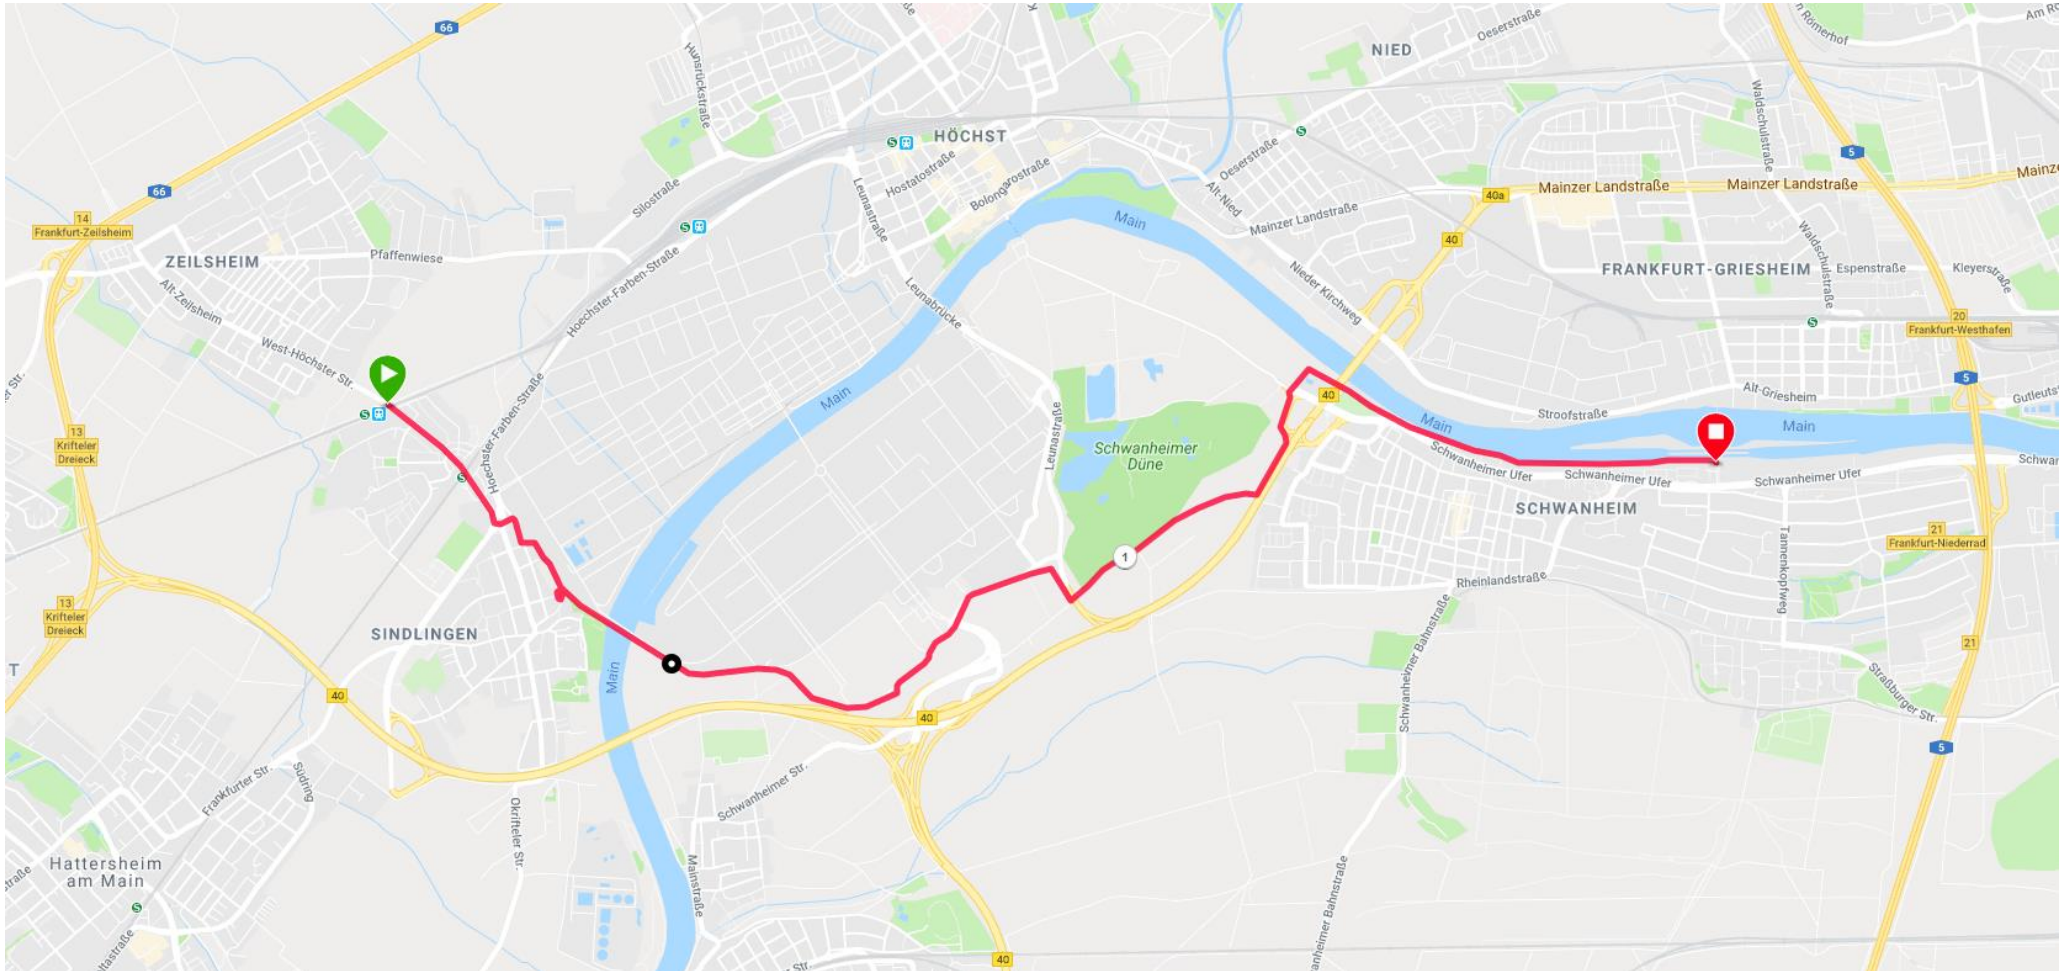 66
Hunsrückstraße
NIED
Oeserstraße
Am Römerhof
Waldschulstraße
HÖCHST
Hostatostraße
Bolongarostraße
Oeserstraße
5
66
14
Frankfurt-Zeilsheim
Silostraße
Leunastraße
Alt-Nied
40a
Mainzer Landstraße
Mainzer Landstraße
Main
Mainzer Landstraße
40
ZEILSHEIM
Pfaffenwiese
Hoechster-Farben-Straße
Waldschulstraße
FRANKFURT-GRIESHEIM
Espenstraße
Kleyerstraße
Alt-Zeilsheim
Leunabrücke
Nieder Kirchweg
20
Frankfurt-Westhafen
West-Höchster Str.
Main
40
Alt-Griesheim
5
Stroofstraße
13
Krifteler
Dreieck
Hoechster-Farben-Straße
Leunastraße
Schwanheimer
Düne
Main
Main
Schwanheimer Ufer
Schwanheimer Ufer
Schwanheimer Ufer
SCHWANHEIM
21
Frankfurt-Niederrad
1
Tannenkopfweg
Rheinlandstraße
13
Krifteler
Dreieck
SINDLINGEN
Main
Schwanheimer Bahnstraße
21
T
40
40
Straßburger Str.
5
Frankfurter Str.
Südring
Schwanheimer Str.
Okrifteler Str.
Mainstraße
Hattersheim
am Main
40